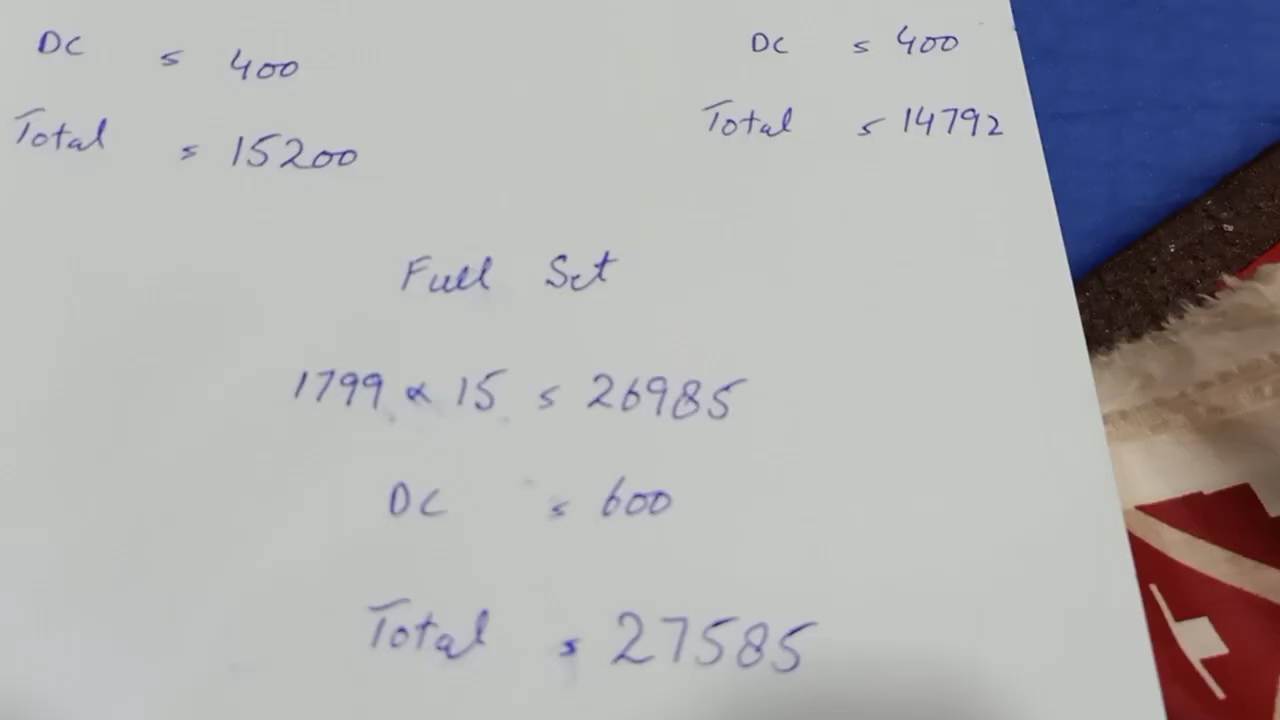 DC = 400
Total = 15200
DC = 400
Total = 14792
Full Set
1799 x 15 = 26985
DC = 600
Total = 27585